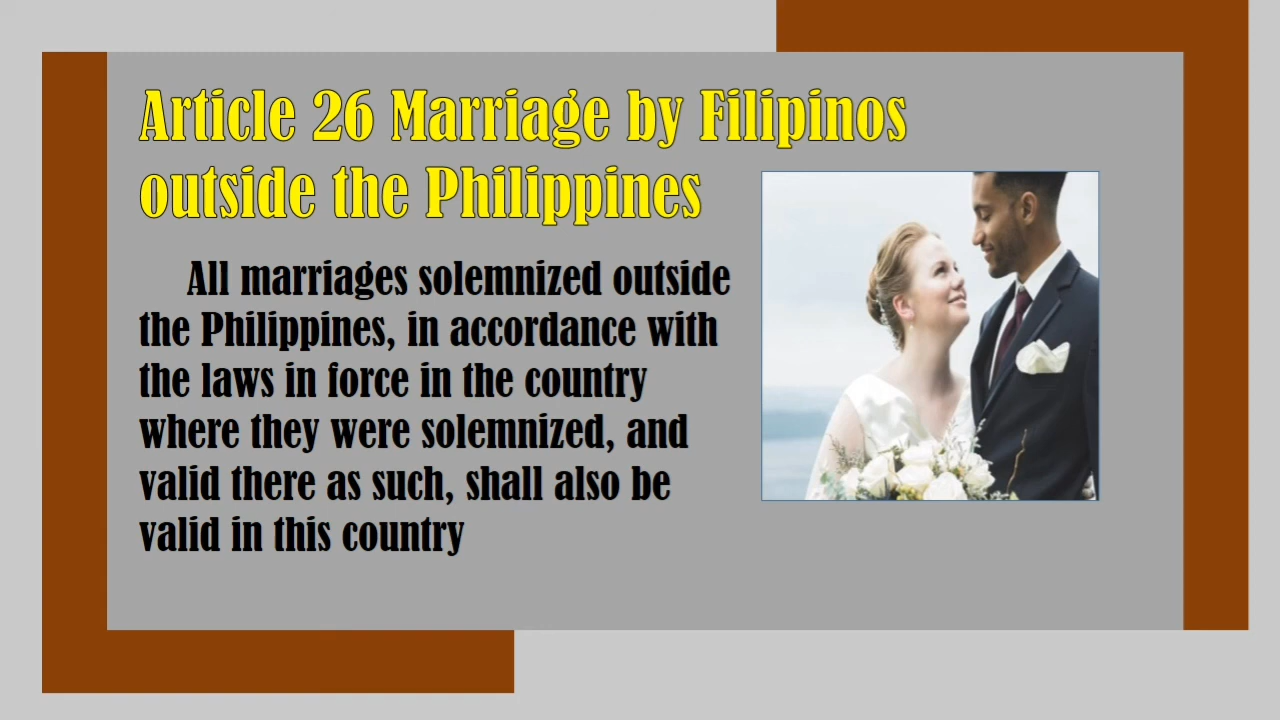 Article 26 Marriage by Filipinos
outside the Philippines
All marriages solemnized outside
the Philippines, in accordance with
the laws in force in the country
where they were solemnized, and
valid there as such, shall also be
valid in this country